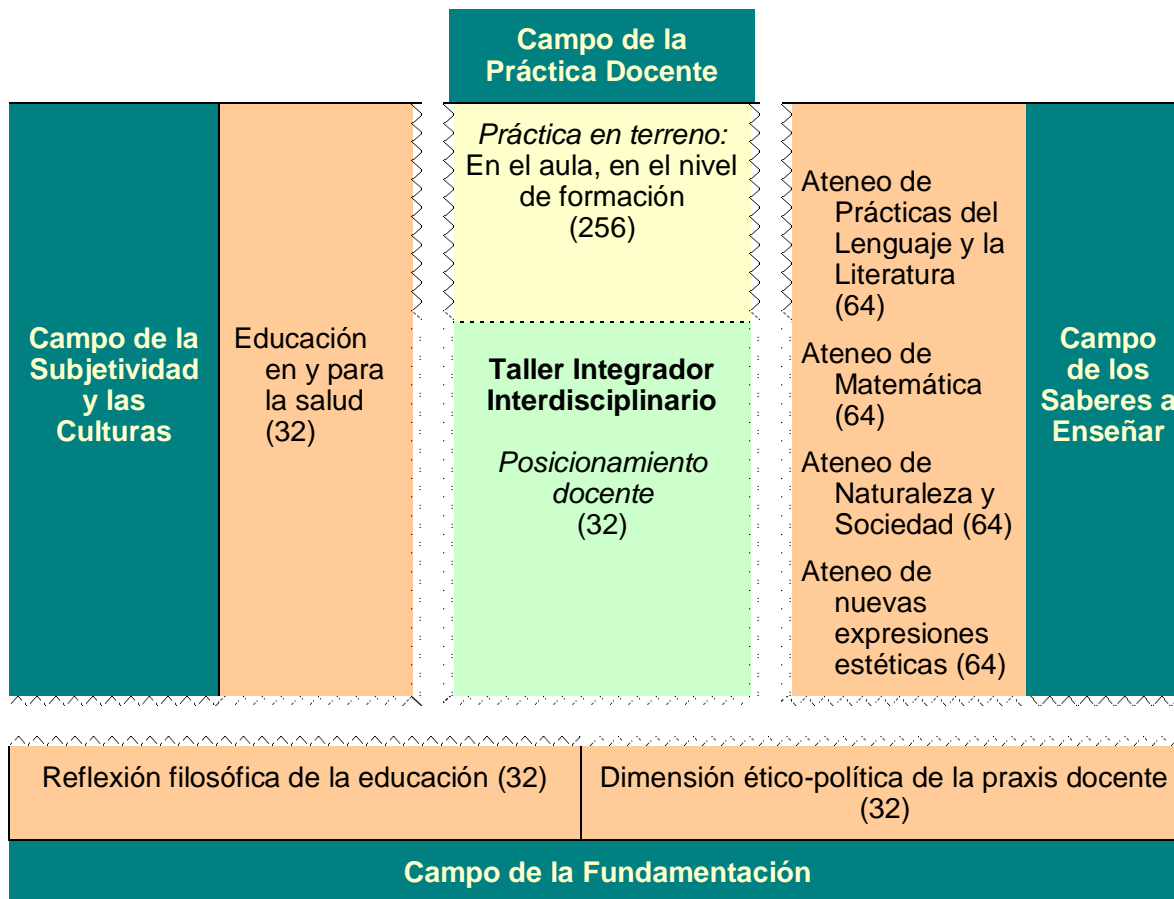 Campo de la
Práctica Docente
Campo de la
Subjetividad
y las
Culturas
Educación
en y para
la salud
(32)
Práctica en terreno:
En el aula, en el nivel
de formación
(256)
Taller Integrador
Interdisciplinario
Posicionamiento
docente
(32)
Ateneo de
Prácticas del
Lenguaje y la
Literatura
(64)
Ateneo de
Matemática
(64)
Ateneo de
Naturaleza y
Sociedad (64)
Ateneo de
nuevas
expresiones
estéticas (64)
Campo
de los
Saberes a
Enseñar
Reflexión filosófica de la educación (32)
Dimensión ético-política de la praxis docente
(32)
Campo de la Fundamentación